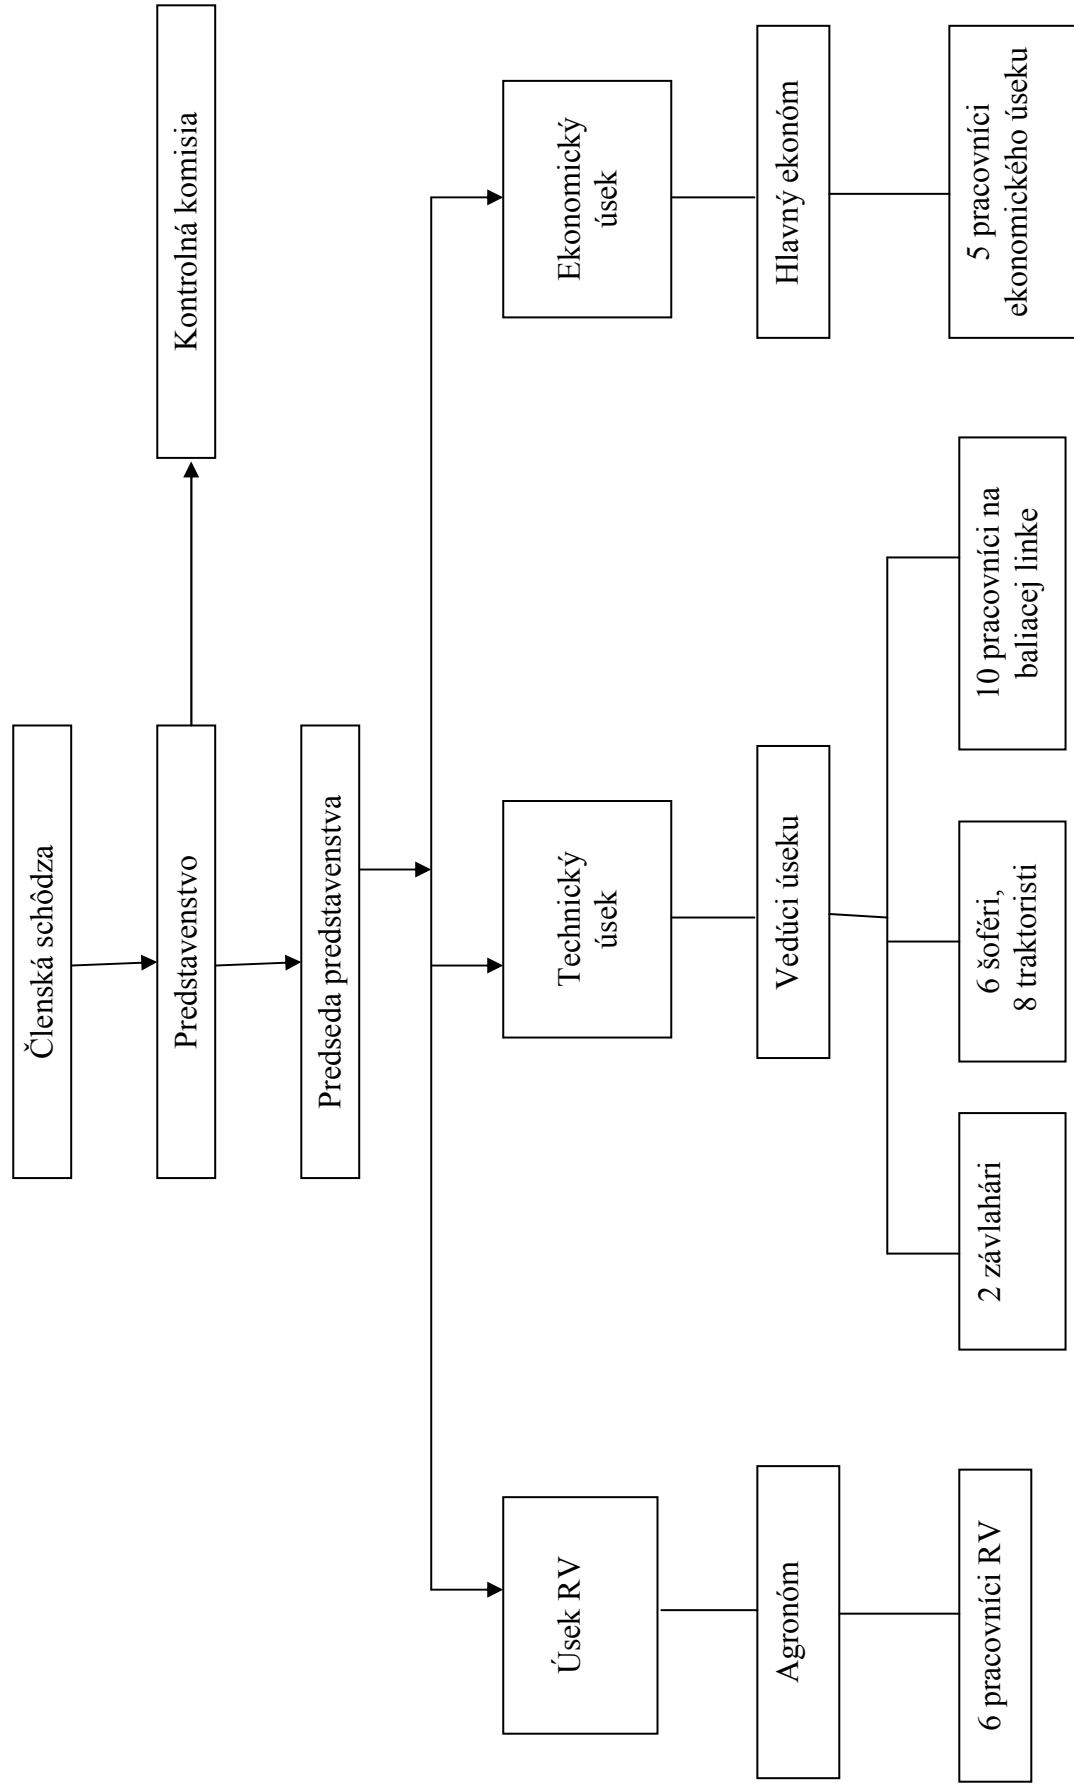 Členská schôdza
Predstavenstvo
Kontrolná komisia
Predseda predstavenstva
Úsek RV
Technický
úsek
Ekonomický
úsek
Agronóm
Vedúci úseku
Hlavný ekonóm
6 pracovníci RV
2 závlahári
6 šoféri,
8 traktoristi
10 pracovníci na
baliacej linke
5 pracovníci
ekonomického úseku